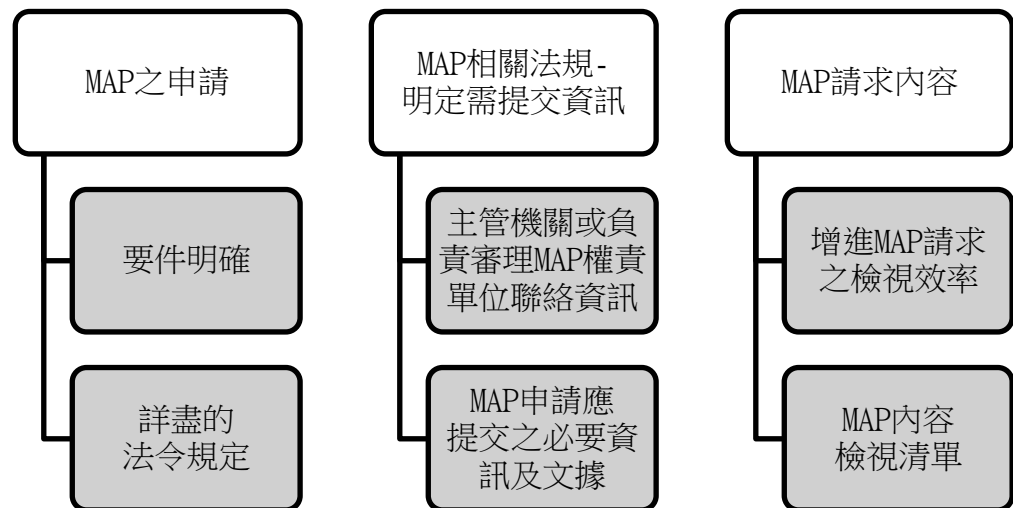 MAP之申請
要件明確
詳盡的
法令規定
MAP相關法規-
明定需提交資訊
主管機關或負
責審理MAP權責
單位聯絡資訊
MAP申請應
提交之必要資
訊及文據
MAP請求內容
增進MAP請求
之檢視效率
MAP內容
檢視清單